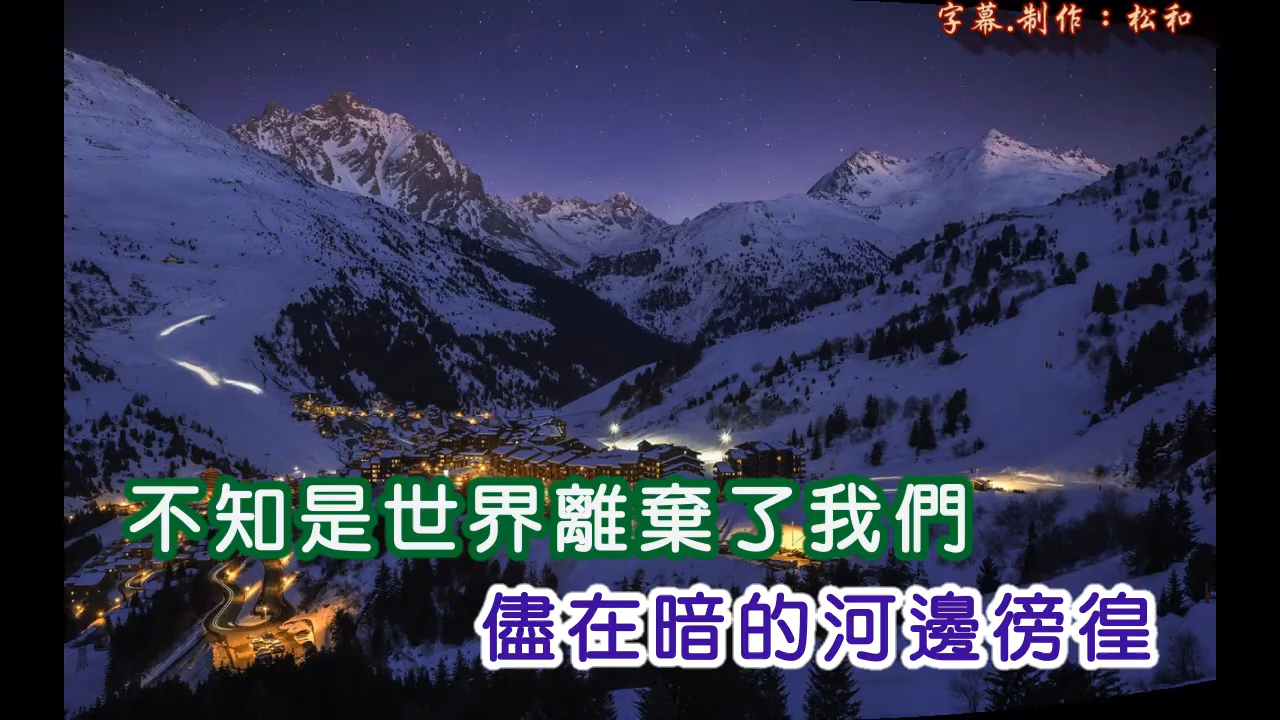 字幕.制作：松和
不知是世界離棄了我們
儘在暗的河邊徬徨